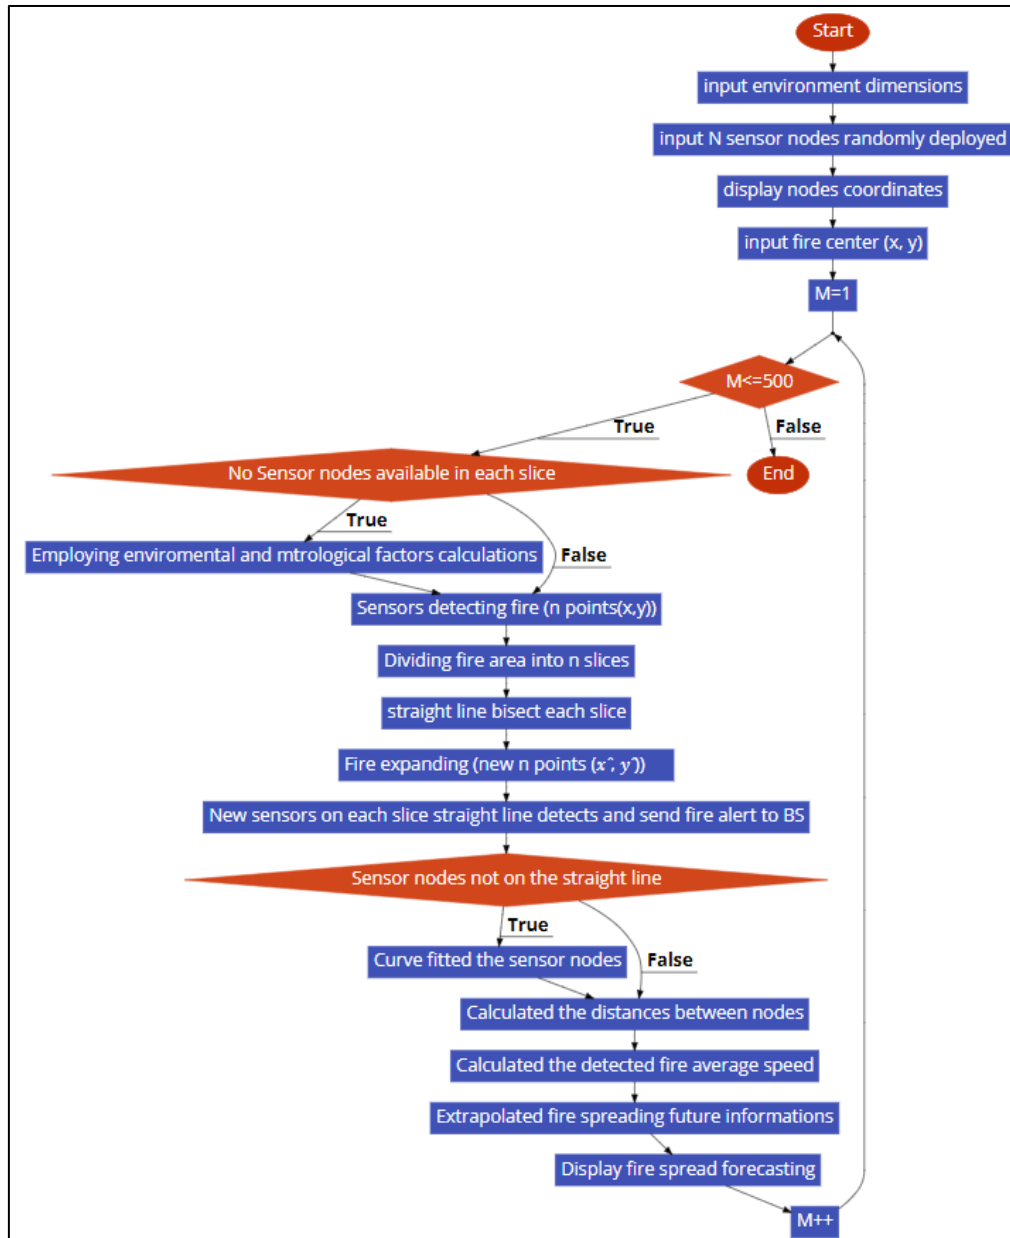 Start
input environment dimensions
input N sensor nodes randomly deployed
display nodes coordinates
input fire center (x, y)
M=1
M<=500
True
False
No Sensor nodes available in each slice
End
True
Employing enviromental and mtrological factors calculations
False
Sensors detecting fire (n points(x,y))
Dividing fire area into n slices
straight line bisect each slice
Fire expanding (new n points (x´, y´))
New sensors on each slice straight line detects and send fire alert to BS
Sensor nodes not on the straight line
True
Curve fitted the sensor nodes
False
Calculated the distances between nodes
Calculated the detected fire average speed
Extrapolated fire spreading future informations
Display fire spread forecasting
M++